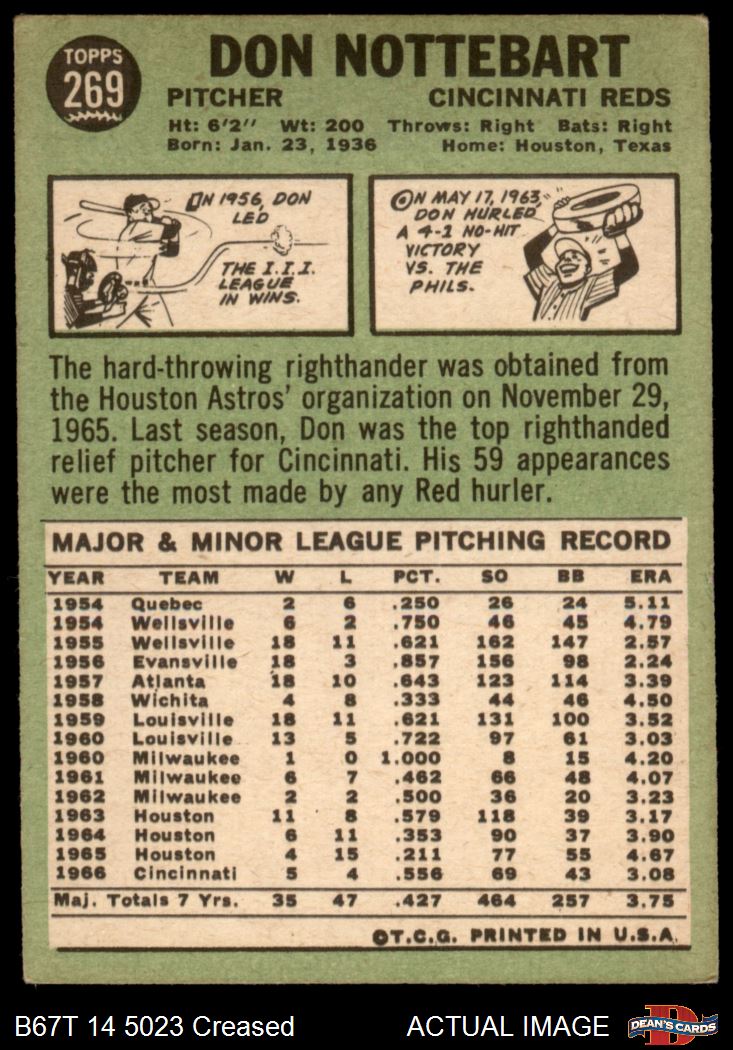 TOPPS
269
DON NOTTEBART
PITCHER CINCINNATI REDS
Ht: 6'2" Wt: 200 Throws: Right Bats: Right
Born: Jan. 23, 1936 Home: Houston, Texas
IN 1956, DON
LED
THE I.I.I.
LEAGUE
IN WINS.
ON MAY 17, 1963,
DON HURLED
A 4-1 NO-HIT
VICTORY
VS. THE
PHILS.
The hard-throwing righthander was obtained from
the Houston Astros' organization on November 29,
1965. Last season, Don was the top righthanded
relief pitcher for Cincinnati. His 59 appearances
were the most made by any Red hurler.
MAJOR & MINOR LEAGUE PITCHING RECORD
YEAR TEAM W L PCT. SO BB ERA
1954 Quebec 2 6 .250 26 24 5.11
1954 Wellsville 6 2 .750 46 45 4.79
1955 Wellsville 18 11 .621 162 147 2.57
1956 Evansville 18 3 .857 156 98 2.24
1957 Atlanta 18 10 .643 123 114 3.39
1958 Wichita 4 8 .333 44 46 4.50
1959 Louisville 18 11 .621 131 100 3.52
1960 Louisville 13 5 .722 97 61 3.03
1960 Milwaukee 1 0 1.000 8 15 4.20
1961 Milwaukee 6 7 .462 66 48 4.07
1962 Milwaukee 2 2 .500 36 20 3.23
1963 Houston 11 8 .579 118 39 3.17
1964 Houston 6 11 .353 90 37 3.90
1965 Houston 4 15 .211 77 55 4.67
1966 Cincinnati 5 4 .556 69 43 3.08
Maj. Totals 7 Yrs. 35 47 .427 464 257 3.75
©T.C.G. PRINTED IN U.S.A.
B67T 14 5023 Creased ACTUAL IMAGE
D
DEAN'S CARDS